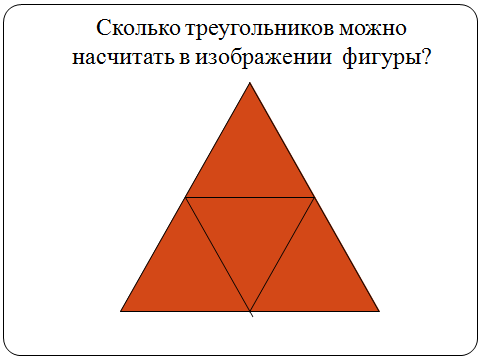 Сколько треугольников можно
насчитать в изображении фигуры?